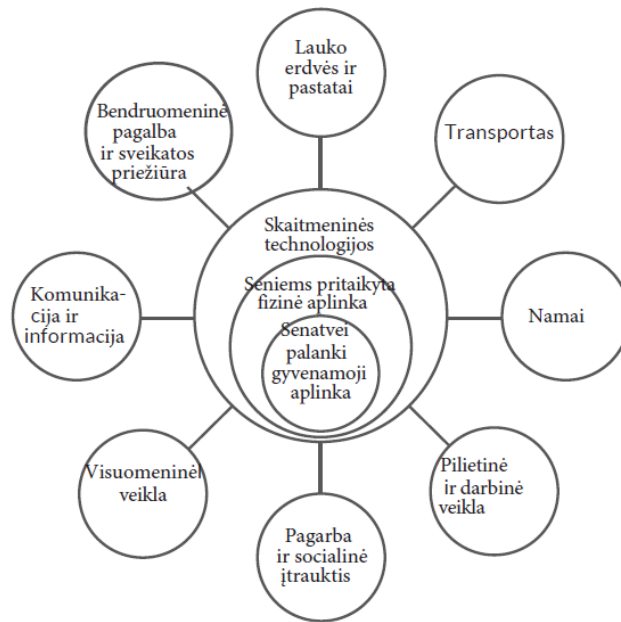 Lauko
erdvės ir
pastatai
Bendruomeninė
pagalba
ir sveikatos
priežiūra
Transportas
Skaitmeninės
technologijos
Seniems pritaikyta
fizinė aplinka
Senatvei
palanki
gyvenamoji
aplinka
Komunika-
cija ir
informacija
Namai
Visuomeninė
veikla
Pilietinė
ir darbinė
veikla
Pagarba
ir socialinė
įtrauktis